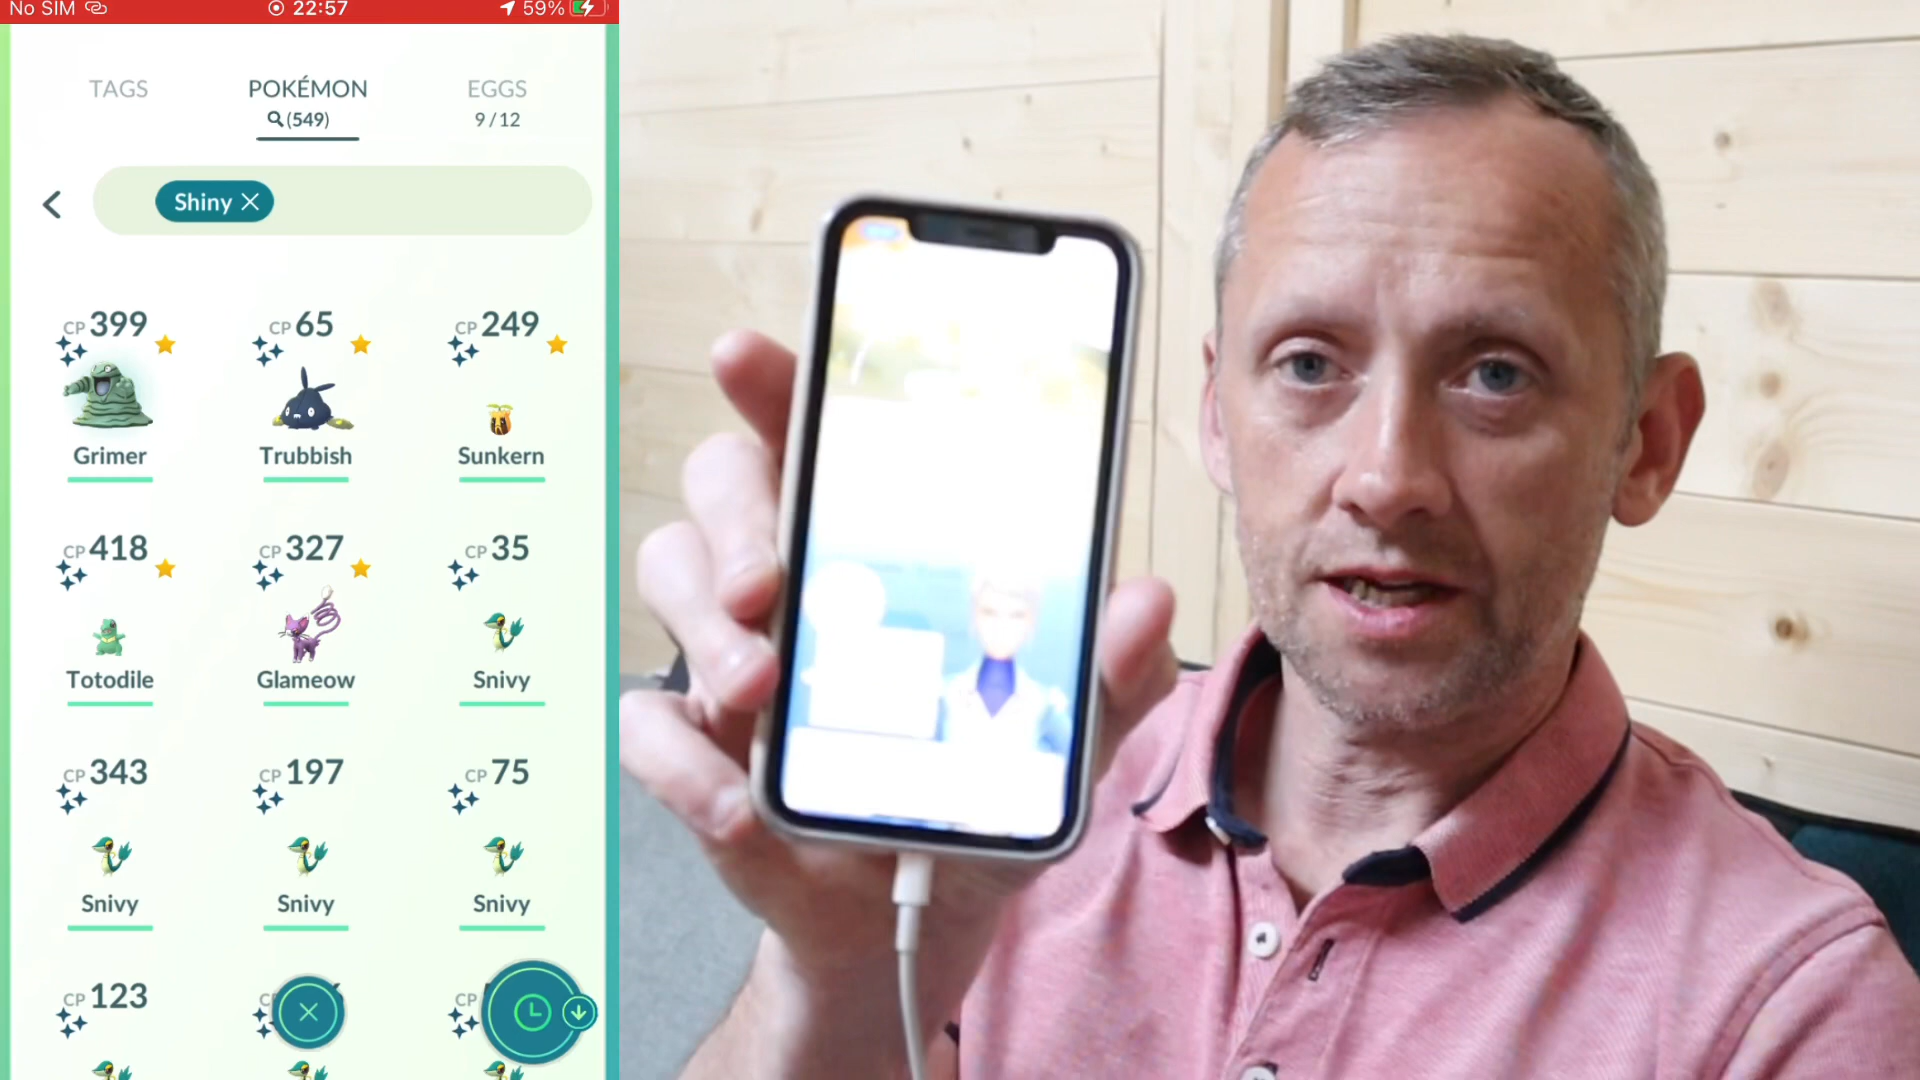 No SIM 22:57 59%
TAGS POKÉMON EGGS
(549) 9 / 12
Shiny
CP 399 CP 65 CP 249
Grimer Trubbish Sunkern
CP 418 CP 327 CP 35
Totodile Glameow Snivy
CP 343 CP 197 CP 75
Snivy Snivy Snivy
CP 123 CP